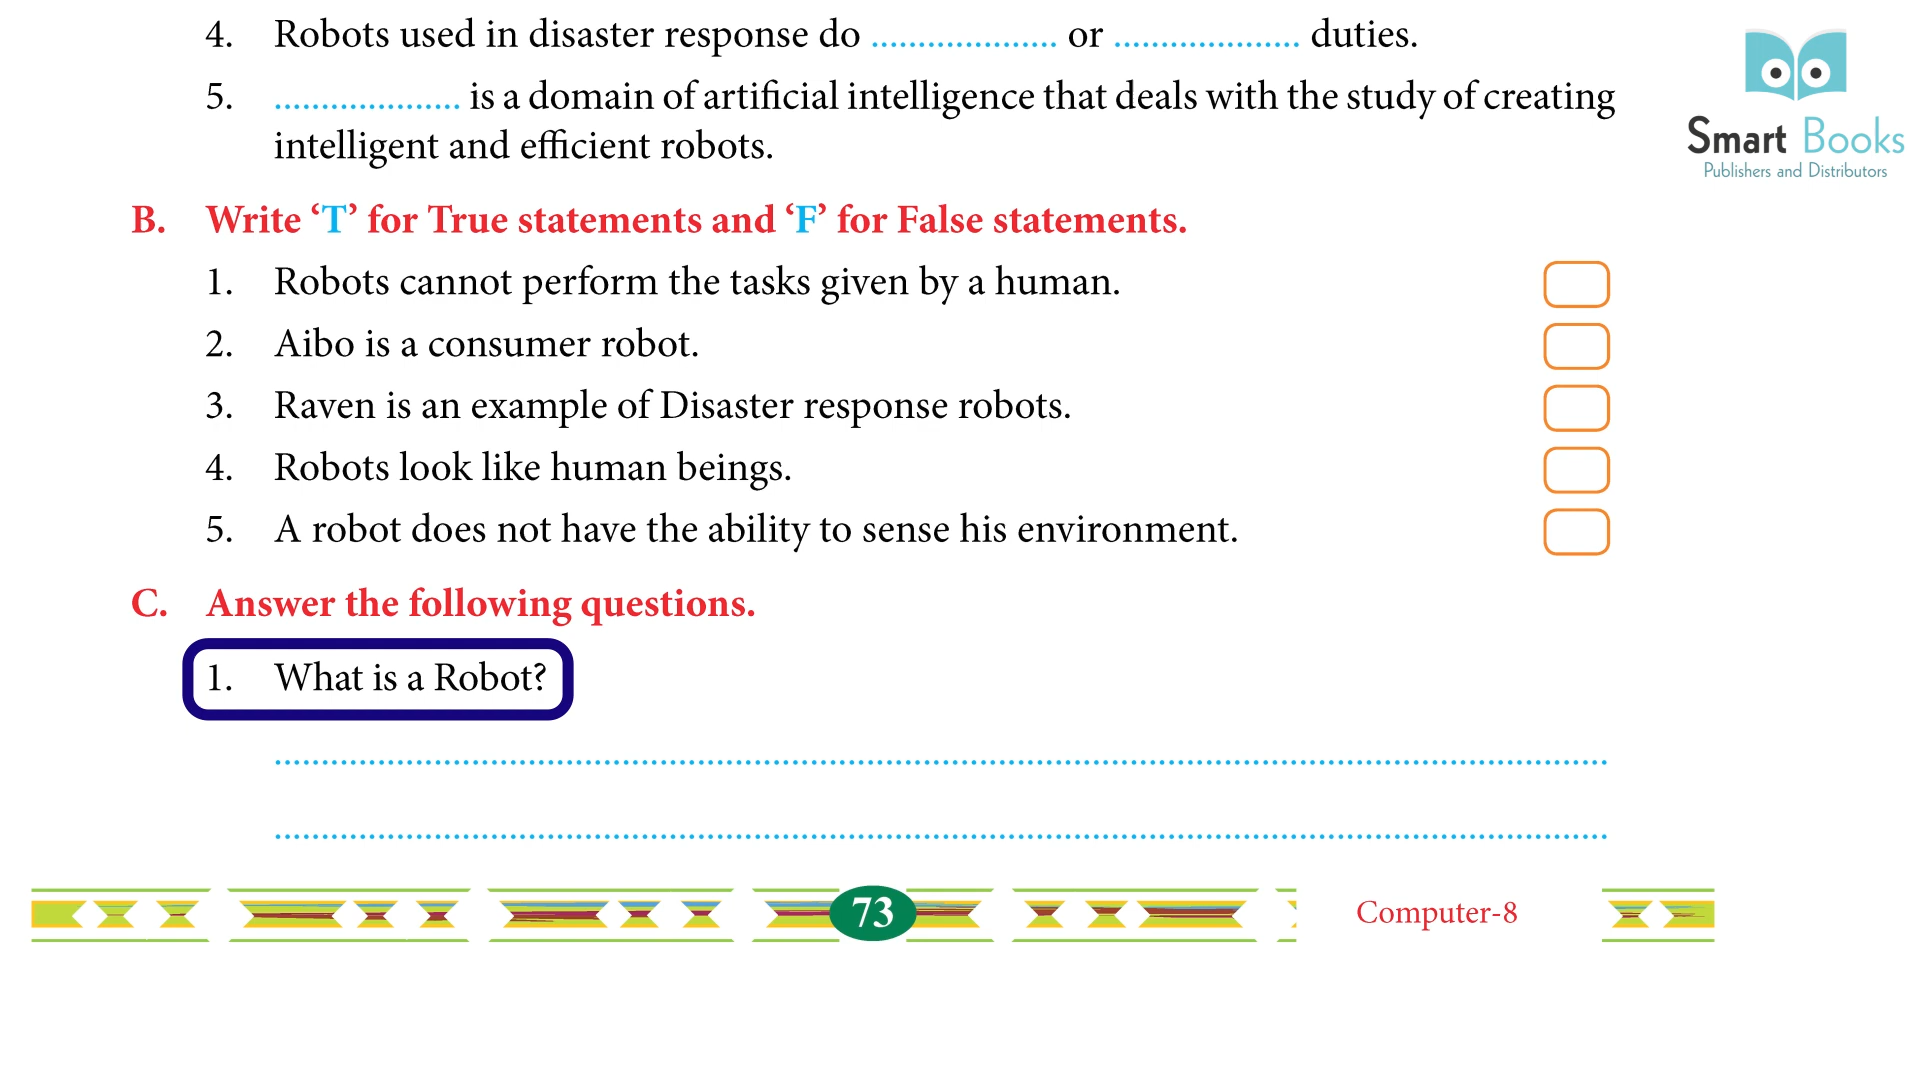 4. Robots used in disaster response do .................... or .................... duties.
5. .................... is a domain of artificial intelligence that deals with the study of creating
intelligent and efficient robots.
Smart Books
Publishers and Distributors
B. Write ‘T’ for True statements and ‘F’ for False statements.
1. Robots cannot perform the tasks given by a human.
2. Aibo is a consumer robot.
3. Raven is an example of Disaster response robots.
4. Robots look like human beings.
5. A robot does not have the ability to sense his environment.
C. Answer the following questions.
1. What is a Robot?
73
Computer-8